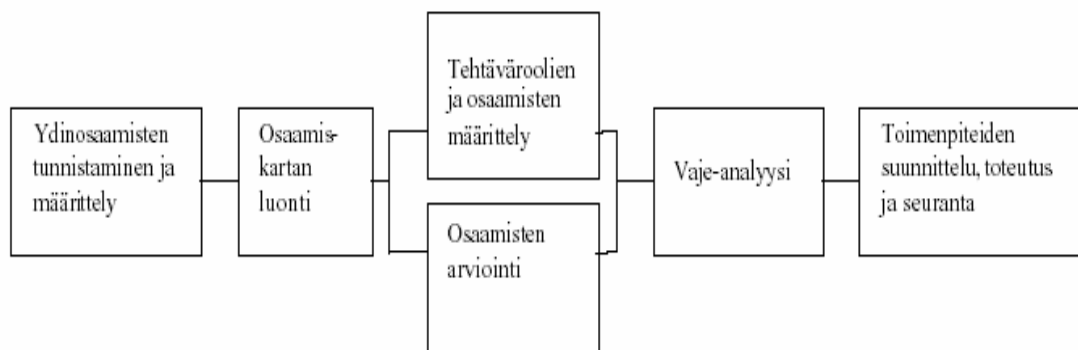 Ydinosaamisten
tunnistaminen ja
määrittely
Osaamis-
kartan
luonti
Tehtäväroolien
ja osaamisten
määrittely
Osaamisten
arviointi
Vaje-analyysi
Toimenpiteiden
suunnittelu, toteutus
ja seuranta